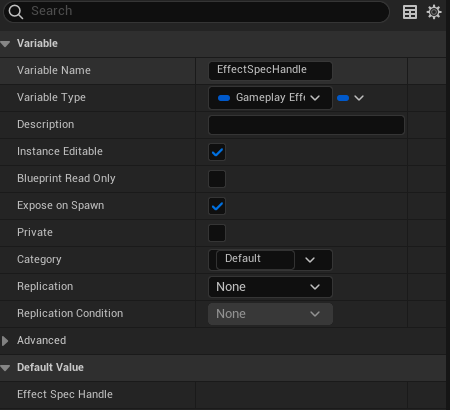 Search
Variable
Variable Name EffectSpecHandle
Variable Type Gameplay Effe
Description
Instance Editable
Blueprint Read Only
Expose on Spawn
Private
Category Default
Replication None
Replication Condition None
Advanced
Default Value
Effect Spec Handle